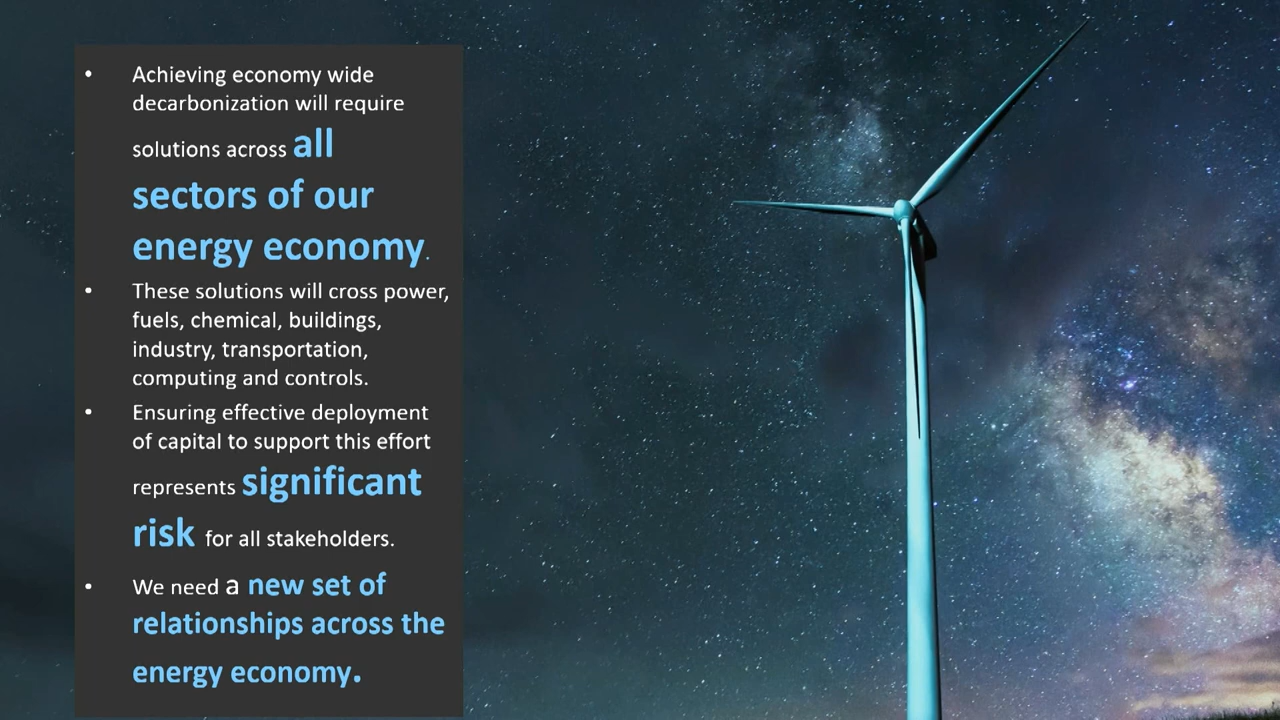 • Achieving economy wide
decarbonization will require
solutions across all
sectors of our
energy economy.
• These solutions will cross power,
fuels, chemical, buildings,
industry, transportation,
computing and controls.
• Ensuring effective deployment
of capital to support this effort
represents significant
risk for all stakeholders.
• We need a new set of
relationships across the
energy economy.